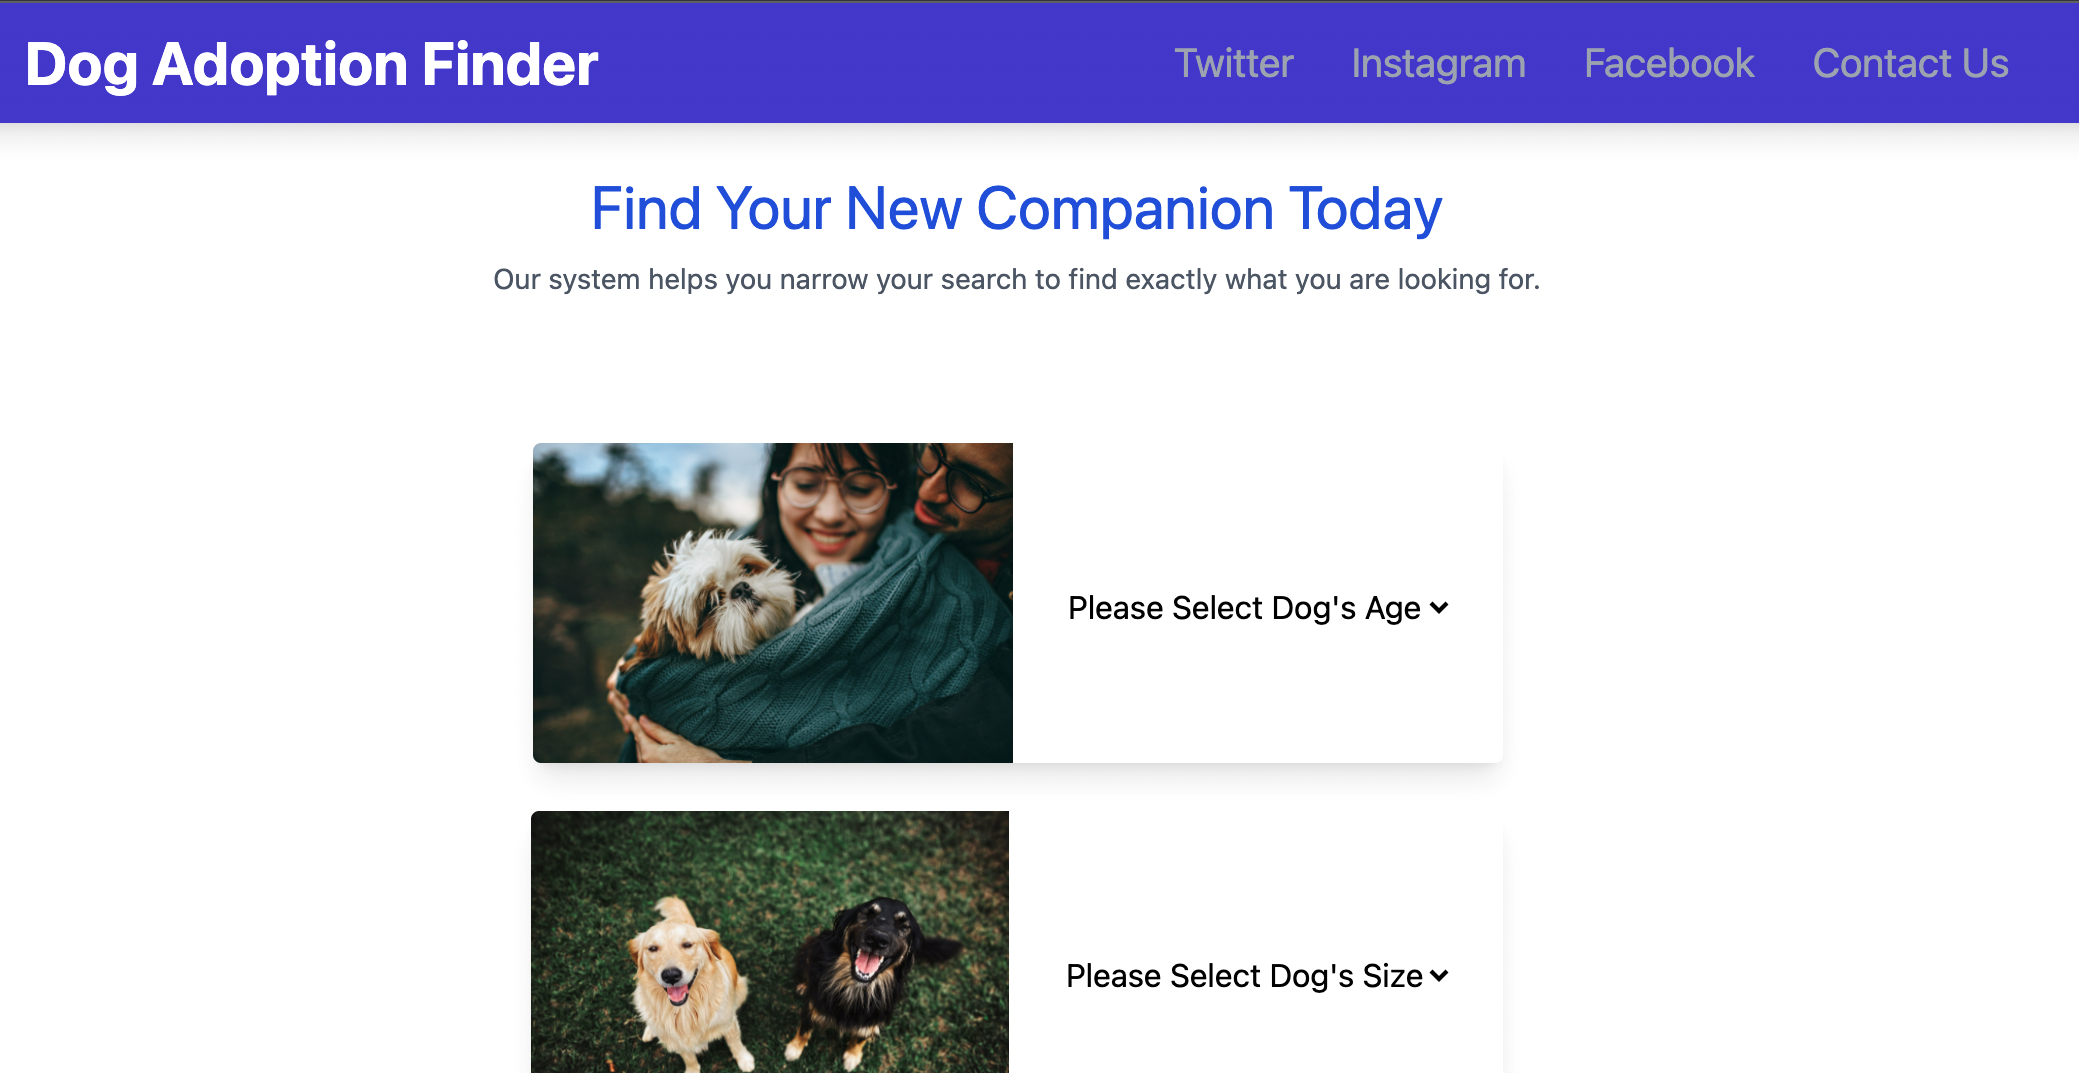 Dog Adoption Finder Twitter Instagram Facebook Contact Us
Find Your New Companion Today
Our system helps you narrow your search to find exactly what you are looking for.
Please Select Dog's Age
Please Select Dog's Size